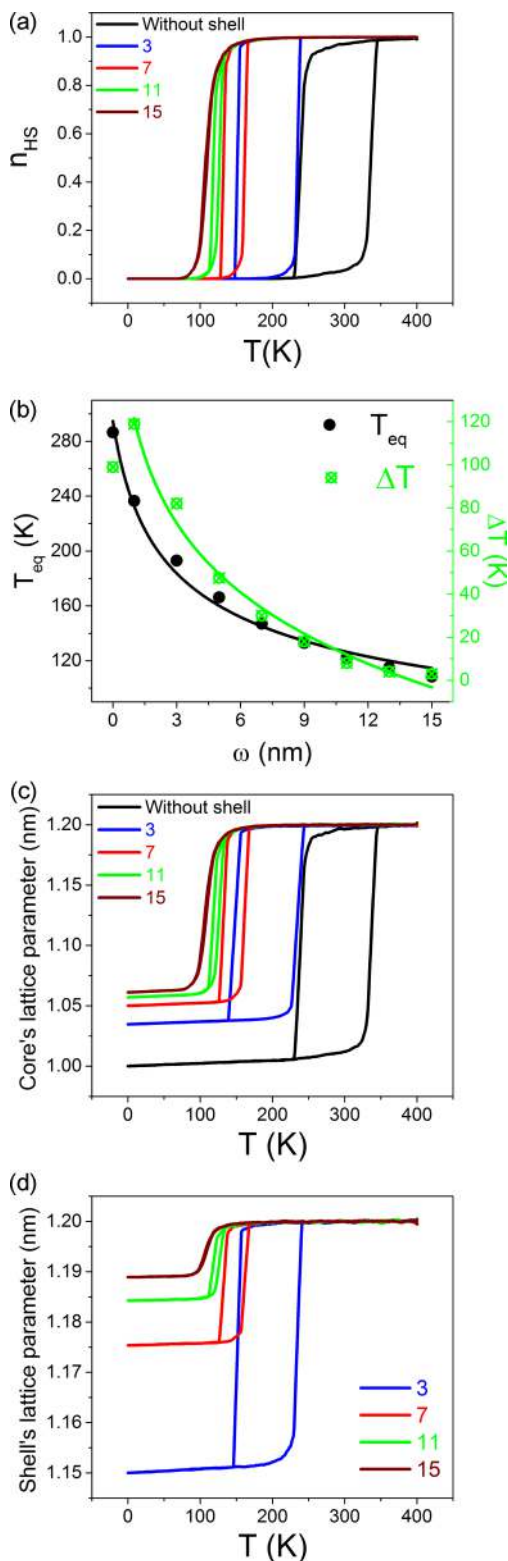 (a)
Without shell
3
7
11
15
1.0
0.8
0.6
0.4
0.2
0.0
n_HS
0 100 200 300 400
T(K)
(b)
T_eq
ΔT
280
240
200
160
120
T_eq (K)
120
100
80
60
40
20
0
ΔT (K)
0 3 6 9 12 15
ω (nm)
(c)
Without shell
3
7
11
15
1.20
1.15
1.10
1.05
1.00
Core's lattice parameter (nm)
0 100 200 300 400
T (K)
(d)
1.20
1.19
1.18
1.17
1.16
1.15
Shell's lattice parameter (nm)
3
7
11
15
0 100 200 300 400
T (K)